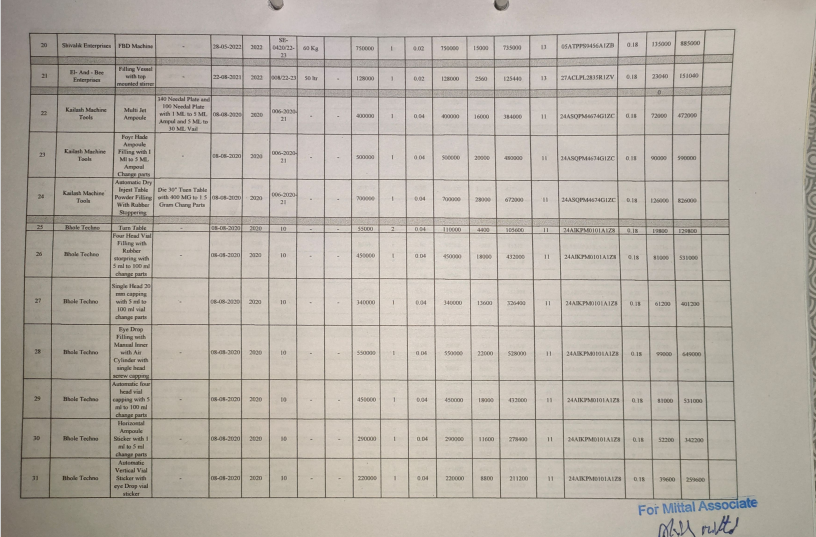 20 Shivalik Enterprises FBD Machine - 28-05-2022 2022 SE-0420/22-23 60 Kg 750000 1 0.02 750000 15000 735000 13 0.18 135000 885000
21 El- And - Bee Enterprises Filling Vessel with top mounted stirrer - 22-08-2021 2022 008/22-23 50 ltr - 128000 1 0.02 128000 2560 125440 13 27ACLPL2835R1ZV 0.18 23040 151040
0
22 Kailash Machine Tools Multi Jet Ampoule 140 Needal Plate and 100 Needal Plate with 1 ML to 5 ML Ampul and 5 ML to 30 ML Vail 08-08-2020 2020 006-2020-21 - - 400000 1 0.04 400000 16000 384000 11 24ASQPM4674G1ZC 0.18 72000 472000
23 Kailash Machine Tools Ampoule Filling with 1 Ml to 5 ML Ampoul Change parts - 08-08-2020 2020 006-2020-21 - - 500000 1 0.04 500000 20000 480000 11 24ASQPM4674G1ZC 0.18 90000 590000
24 Kailash Machine Tools Automatic Dry Inject Table Powder Filling With Rubber Stoppering Die 30" Tuen Table with 400 MG to 1.5 Gram Chang Parts 08-08-2020 2020 006-2020-21 - - 700000 1 0.04 700000 28000 672000 11 24ASQPM4674G1ZC 0.18 126000 826000
25 Bhole Techno Turn Table - 08-08-2020 2020 10 - - 55000 2 0.04 110000 4400 105600 11 24AIKPM0101A1Z8 0.18 19800 129800
26 Bhole Techno Four Head Vial Filling with Rubber with 5 ml to 100 ml change parts - 08-08-2020 2020 10 - - 450000 1 0.04 450000 18000 432000 11 24AIKPM0101A1Z8 0.18 81000 531000
27 Bhole Techno Single Head 20 mm capping with 5 ml to 100 ml vial change parts - 08-08-2020 2020 10 - - 340000 1 0.04 340000 13600 326400 11 24AIKPM0101A1Z8 0.18 61200 401200
28 Bhole Techno Eye Drop Filling with Manual Inner with Air Cylinder with single head screw capping - 08-08-2020 2020 10 - - 550000 1 0.04 550000 22000 528000 11 24AIKPM0101A1Z8 0.18 99000 649000
29 Bhole Techno Automatic four head vial capping with 5 ml to 100 ml change parts - 08-08-2020 2020 10 - - 450000 1 0.04 450000 18000 432000 11 24AIKPM0101A1Z8 0.18 81000 531000
30 Bhole Techno Horizontal Ampoule Sticker with 1 ml to 5 ml change parts - 08-08-2020 2020 10 - - 290000 1 0.04 290000 11600 278400 11 24AIKPM0101A1Z8 0.18 52200 342200
31 Bhole Techno Automatic Vertical Vial Sticker with eye Drop vial sticker - 08-08-2020 2020 10 - - 220000 1 0.04 220000 8800 211200 11 24AIKPM0101A1Z8 0.18 39600 259600
For Mittal Associate